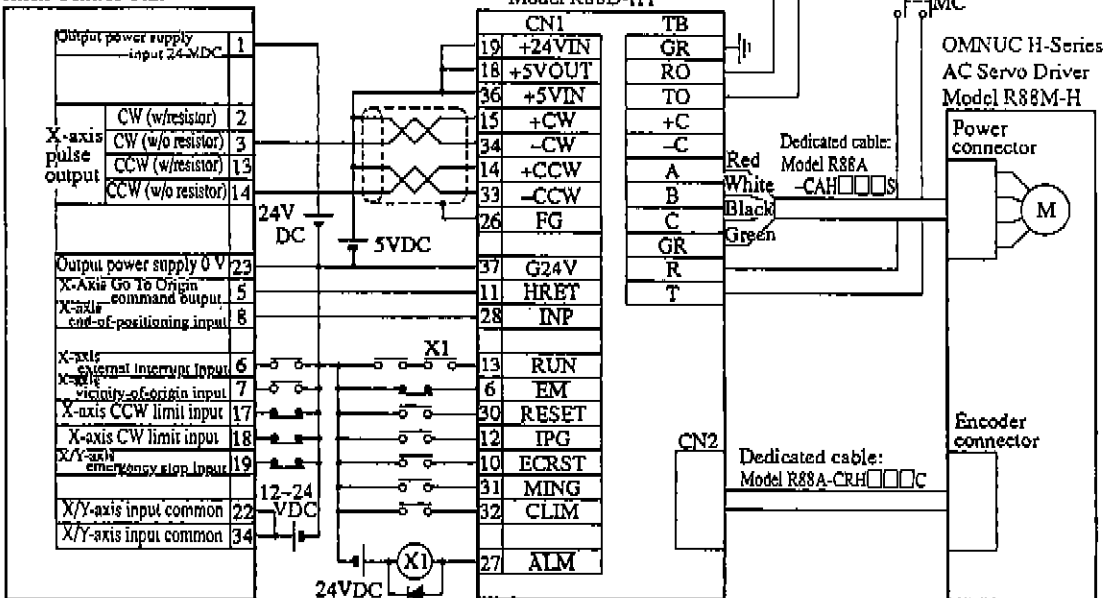 MC
CN1
TB
OMNUC H-Series
AC Servo Driver
Model R88M-H
Output power supply
input 24 VDC
1
X-axis
pulse
output
CW (w/resistor) 2
CW (w/o resistor) 3
CCW (w/resistor) 13
CCW (w/o resistor) 14
24V
DC
5VDC
Output power supply 0 V 23
X-Axis Go To Origin
command output 5
X-axis
end-of-positioning input 8
X-axis
external interrupt input 6
X-axis
vicinity-of-origin input 7
X-axis CCW limit input 17
X-axis CW limit input 18
X/Y-axis
emergency stop input 19
X/Y-axis input common 22
X/Y-axis input common 34
12–24
VDC
X1
X1
24VDC
19 +24VIN
18 +5VOUT
36 +5VIN
15 +CW
34 –CW
14 +CCW
33 –CCW
26 FG
37 G24V
11 HRET
28 INP
13 RUN
6 EM
30 RESET
12 IPG
10 ECRST
31 MING
32 CLIM
27 ALM
GR
RO
TO
+C
–C
A
B
C
GR
R
T
Red
White
Black
Green
Dedicated cable:
Model R88A
–CAH□□□S
Power
connector
M
CN2
Dedicated cable:
Model R88A-CRH□□□C
Encoder
connector